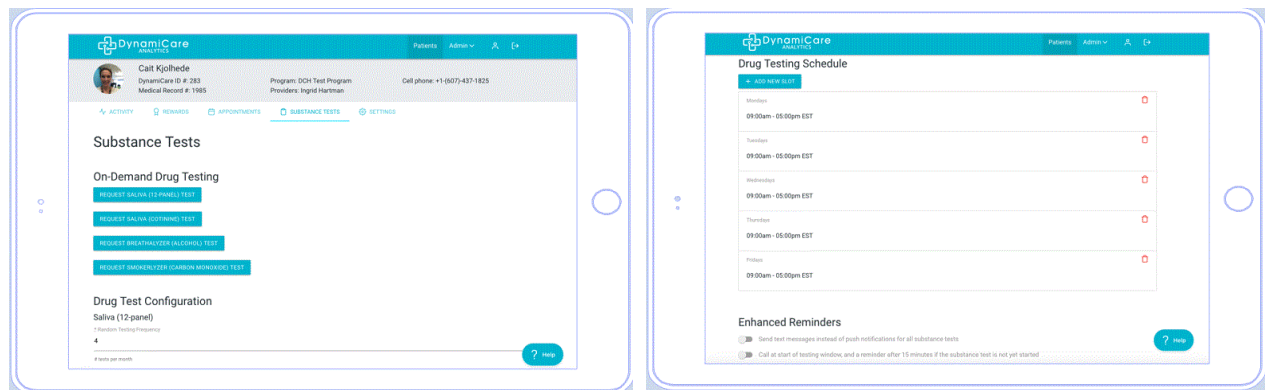 DynamiCare
ANALYTICS
Patients Admin
Cait Kjolhede
DynamiCare ID #: 283 Program: DCH Test Program Cell phone: +1-(607)-437-1825
Medical Record #: 1985 Providers: Ingrid Hartman
ACTIVITY REWARDS APPOINTMENTS SUBSTANCE TESTS SETTINGS
Substance Tests
On-Demand Drug Testing
REQUEST SALIVA (12-PANEL) TEST
REQUEST SALIVA (COTININE) TEST
REQUEST BREATHALYZER (ALCOHOL) TEST
REQUEST SMOKERLYZER (CARBON MONOXIDE) TEST
Drug Test Configuration
Saliva (12-panel)
? Random Testing Frequency
4
# tests per month
? Help
DynamiCare
ANALYTICS
Patients Admin
Drug Testing Schedule
+ ADD NEW SLOT
Mondays
09:00am - 05:00pm EST
Tuesdays
09:00am - 05:00pm EST
Wednesdays
09:00am - 05:00pm EST
Thursdays
09:00am - 05:00pm EST
Fridays
09:00am - 05:00pm EST
Enhanced Reminders
Send text messages instead of push notifications for all substance tests
Call at start of testing window, and a reminder after 15 minutes if the substance test is not yet started
? Help